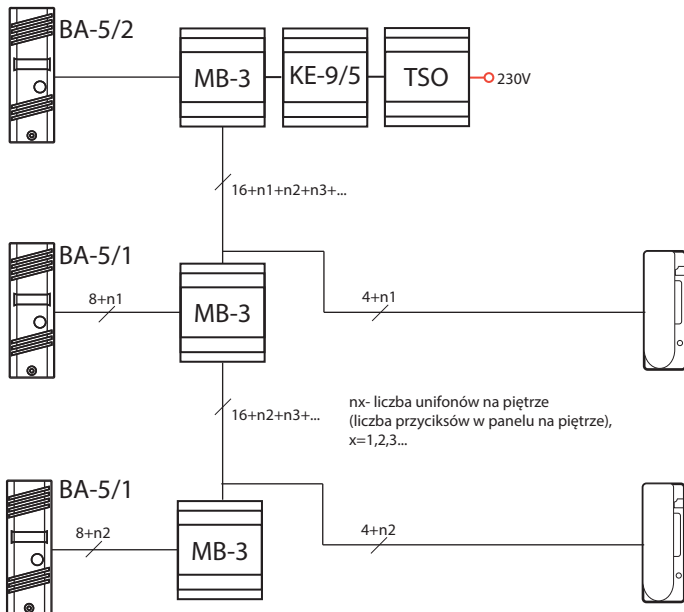 BA-5/2
MB-3
KE-9/5
TSO
230V
16+n1+n2+n3+...
BA-5/1
8+n1
MB-3
4+n1
16+n2+n3+...
nx- liczba unifonów na piętrze
(liczba przyciksów w panelu na piętrze),
x=1,2,3...
BA-5/1
8+n2
MB-3
4+n2